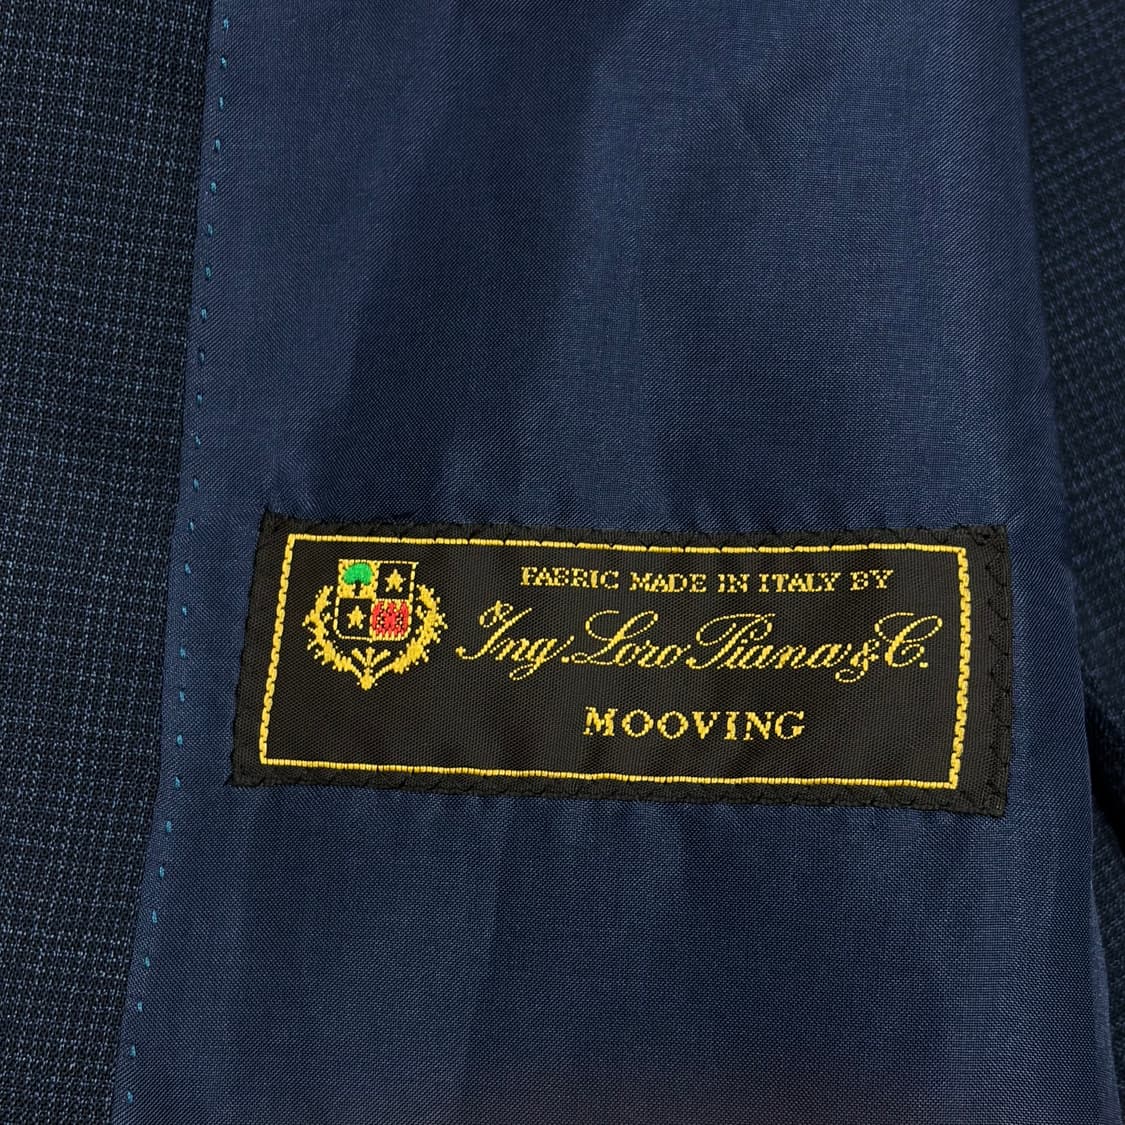 FABRIC MADE IN ITALY BY
Ing. Loro Piana & C.
MOOVING